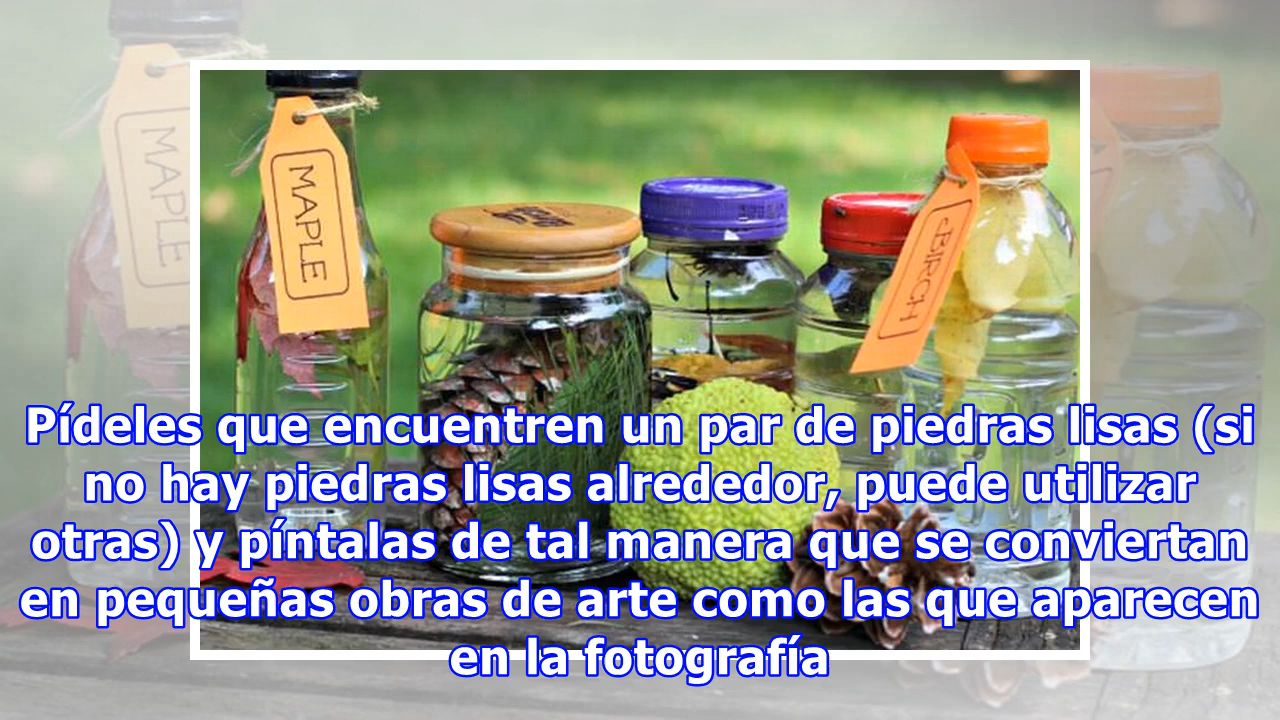 MAPLE
MAPLE
BIRCH
Pídeles que encuentren un par de piedras lisas (si
no hay piedras lisas alrededor, puede utilizar
otras) y píntalas de tal manera que se conviertan
en pequeñas obras de arte como las que aparecen
en la fotografía